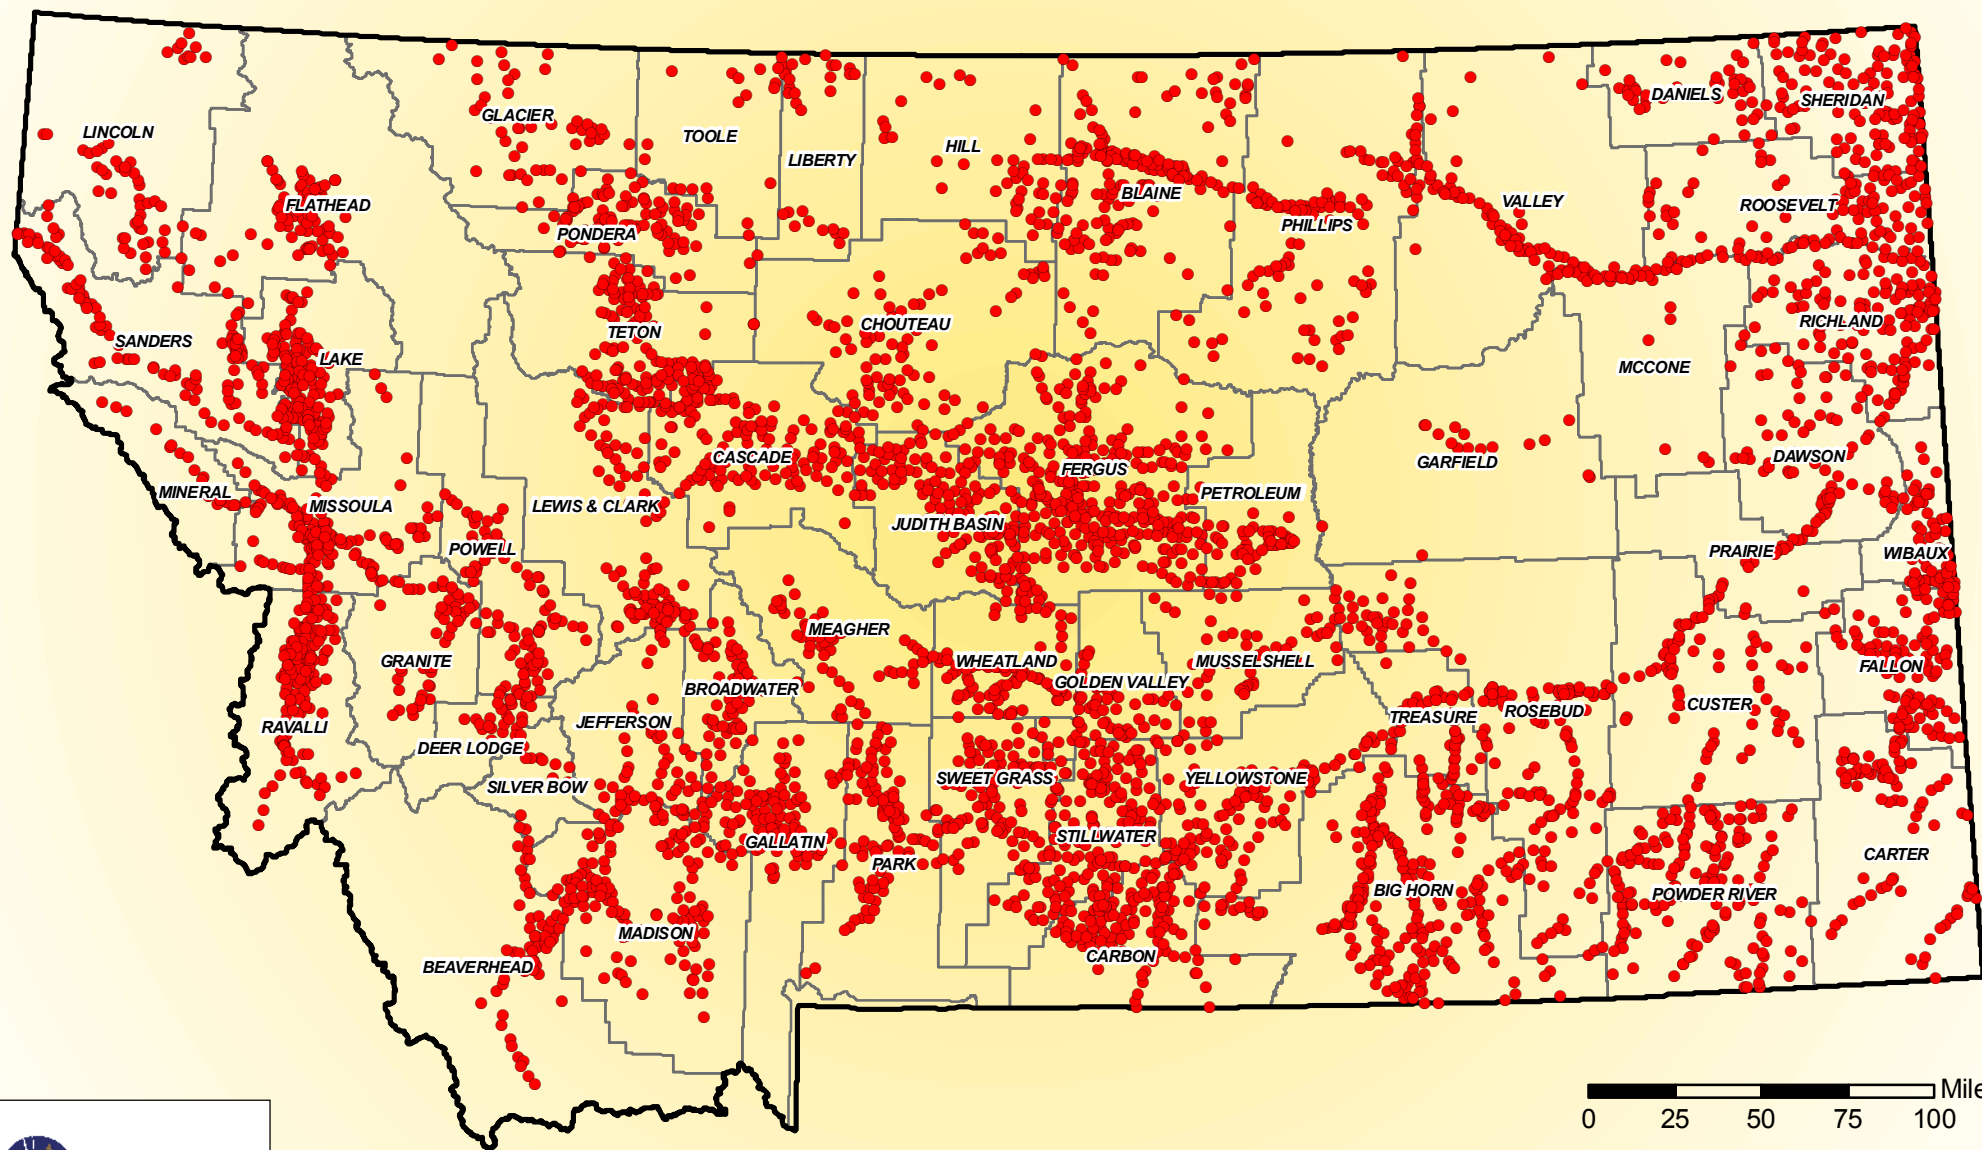 DANIELS
SHERIDAN
GLACIER
LINCOLN
TOOLE
HILL
LIBERTY
BLAINE
VALLEY
FLATHEAD
ROOSEVELT
PHILLIPS
PONDERA
RICHLAND
CHOUTEAU
TETON
SANDERS
LAKE
MCCONE
CASCADE
DAWSON
GARFIELD
FERGUS
MINERAL
PETROLEUM
MISSOULA
LEWIS & CLARK
JUDITH BASIN
POWELL
PRAIRIE
WIBAUX
MEAGHER
GRANITE
WHEATLAND
MUSSELSHELL
FALLON
GOLDEN VALLEY
BROADWATER
CUSTER
ROSEBUD
TREASURE
JEFFERSON
RAVALLI
DEER LODGE
SWEET GRASS
YELLOWSTONE
SILVER BOW
STILLWATER
GALLATIN
CARTER
PARK
BIG HORN
POWDER RIVER
MADISON
CARBON
BEAVERHEAD
Mile
0 25 50 75 100